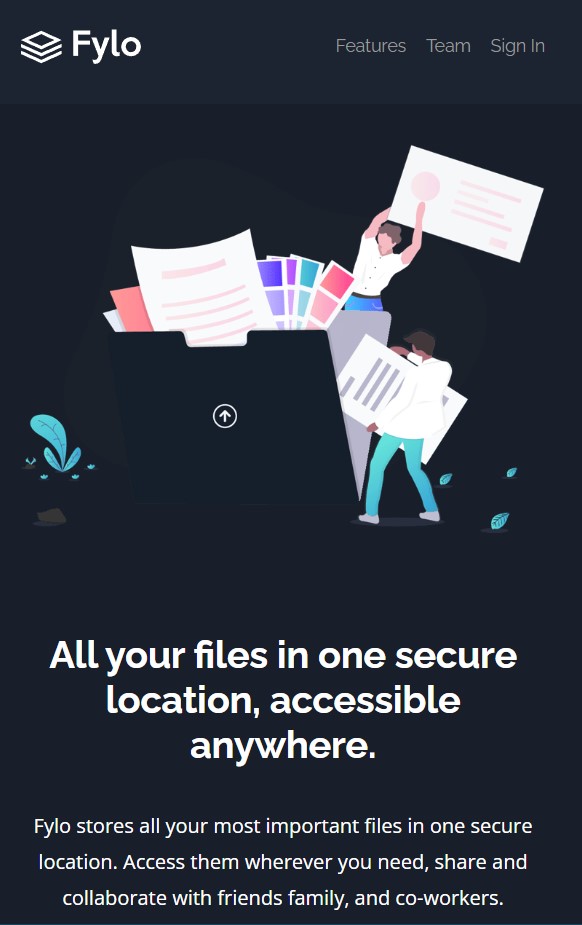 Fylo
Features Team Sign In
All your files in one secure
location, accessible
anywhere.
Fylo stores all your most important files in one secure
location. Access them wherever you need, share and
collaborate with friends family, and co-workers.